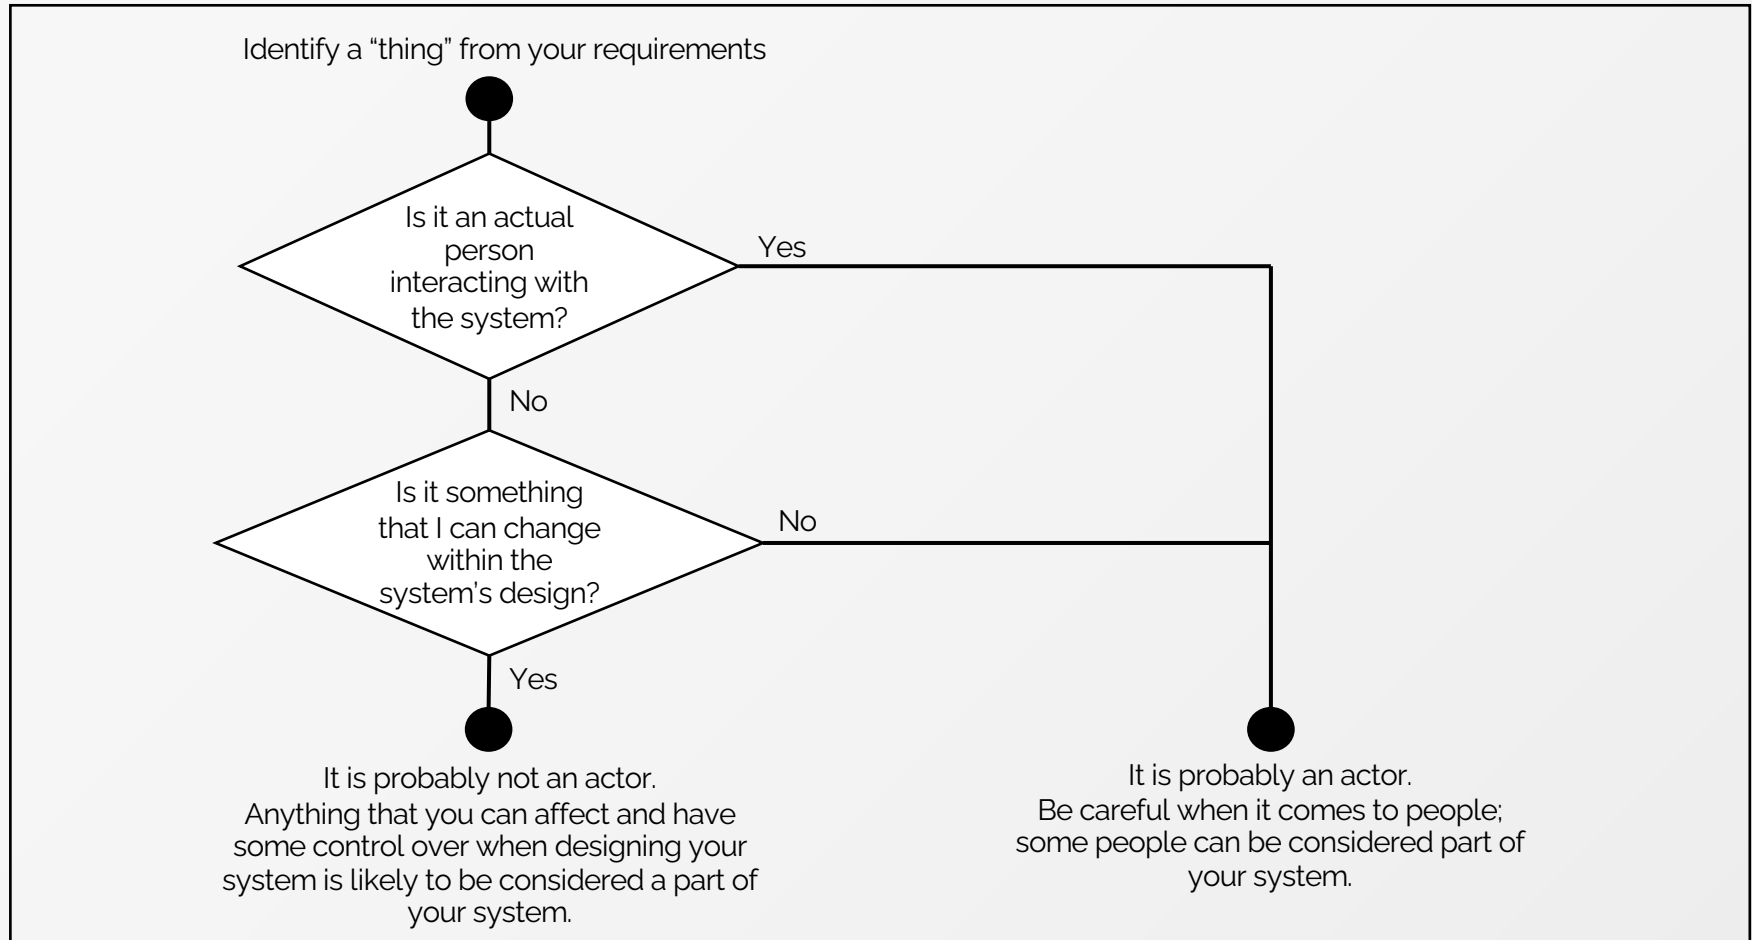 Identify a “thing” from your requirements
Is it an actual
person
interacting with
the system?
Yes
No
Is it something
that I can change
within the
system’s design?
No
Yes
It is probably not an actor.
Anything that you can affect and have
some control over when designing your
system is likely to be considered a part of
your system.
It is probably an actor.
Be careful when it comes to people;
some people can be considered part of
your system.